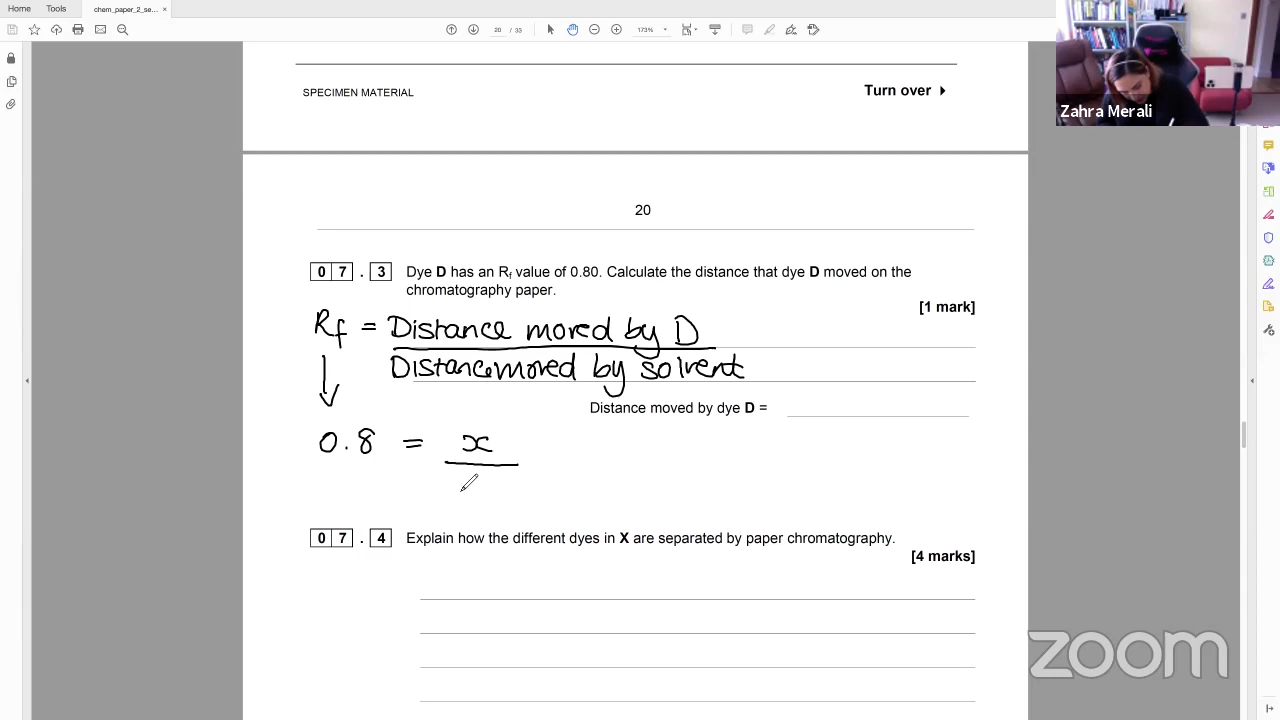 Home Tools chem_paper_2_se... ×
20 / 33 173%
SPECIMEN MATERIAL
Turn over
Zahra Merali
20
0 7 . 3 Dye D has an Rf value of 0.80. Calculate the distance that dye D moved on the
chromatography paper.
[1 mark]
Rf = Distance moved by D
Distance moved by solvent
Distance moved by dye D =
0.8 = x
0 7 . 4 Explain how the different dyes in X are separated by paper chromatography.
[4 marks]
zoom